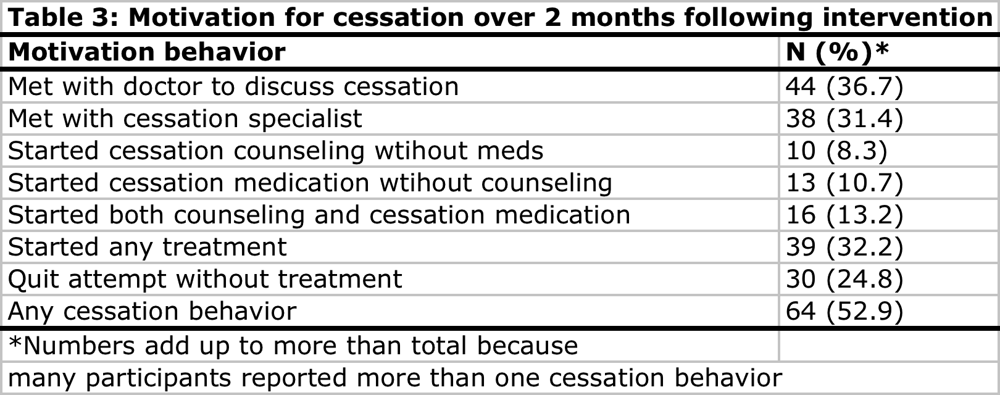 Table 3: Motivation for cessation over 2 months following intervention
Motivation behavior N (%)*
Met with doctor to discuss cessation 44 (36.7)
Met with cessation specialist 38 (31.4)
Started cessation counseling wtihout meds 10 (8.3)
Started cessation medication wtihout counseling 13 (10.7)
Started both counseling and cessation medication 16 (13.2)
Started any treatment 39 (32.2)
Quit attempt without treatment 30 (24.8)
Any cessation behavior 64 (52.9)
*Numbers add up to more than total because
many participants reported more than one cessation behavior